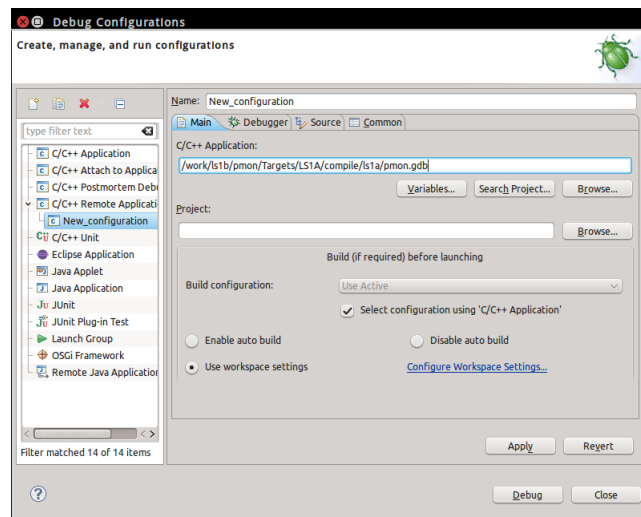 Debug Configurations
Create, manage, and run configurations
Name: New_configuration
type filter text
Main Debugger Source Common
C/C++ Application
C/C++ Attach to Applica
C/C++ Postmortem Deb
C/C++ Remote Applicati
New_configuration
C/C++ Unit
Eclipse Application
Java Applet
Java Application
JUnit
JUnit Plug-in Test
Launch Group
OSGi Framework
Remote Java Application
Filter matched 14 of 14 items
C/C++ Application:
/work/ls1b/pmon/Targets/LS1A/compile/ls1a/pmon.gdb
Variables... Search Project... Browse...
Project:
Browse...
Build (if required) before launching
Build configuration: Use Active
Select configuration using 'C/C++ Application'
Enable auto build Disable auto build
Use workspace settings Configure Workspace Settings...
Apply Revert
? Debug Close